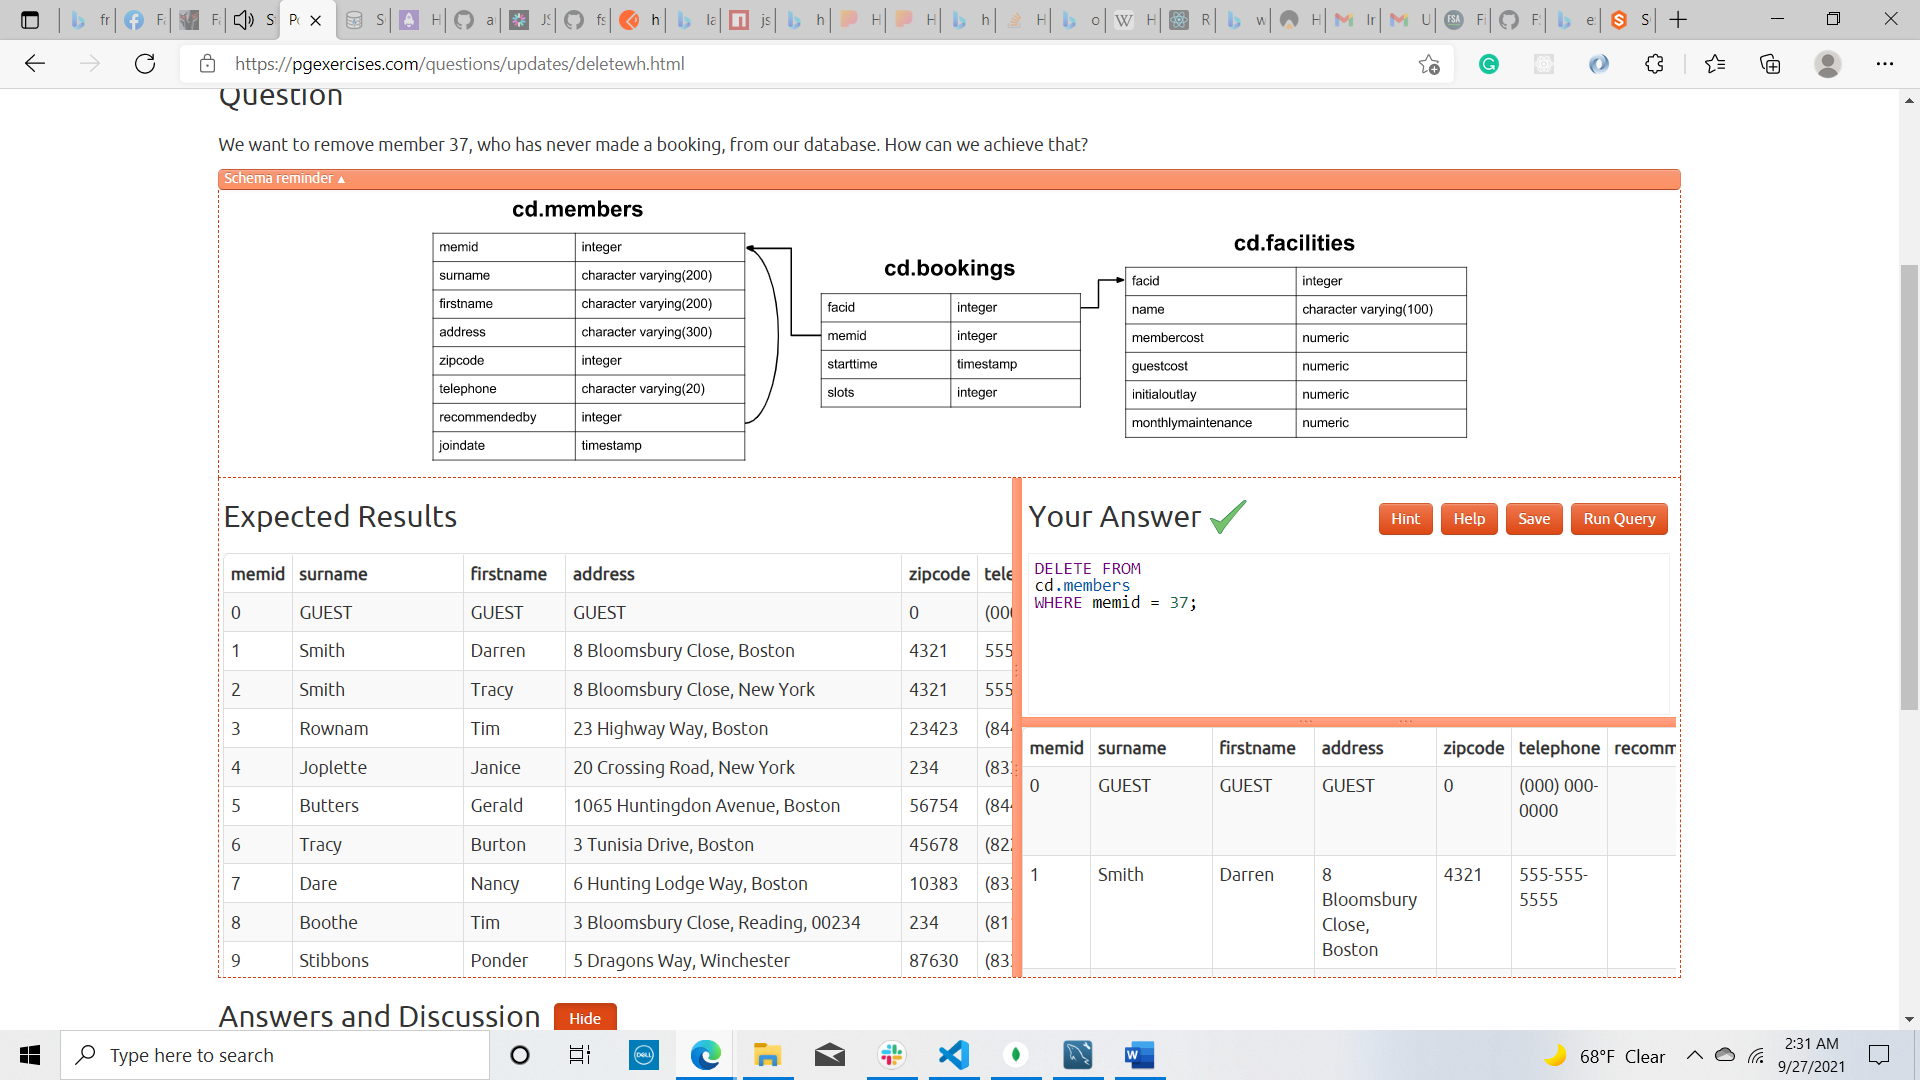 https://pgexercises.com/questions/updates/deletewh.html
Question
We want to remove member 37, who has never made a booking, from our database. How can we achieve that?
Schema reminder ▴
cd.members
memid integer
surname character varying(200)
firstname character varying(200)
address character varying(300)
zipcode integer
telephone character varying(20)
recommendedby integer
joindate timestamp
cd.bookings
facid integer
memid integer
starttime timestamp
slots integer
cd.facilities
facid integer
name character varying(100)
membercost numeric
guestcost numeric
initialoutlay numeric
monthlymaintenance numeric
Expected Results
memid surname firstname address zipcode tele
0 GUEST GUEST GUEST 0 (00
1 Smith Darren 8 Bloomsbury Close, Boston 4321 555
2 Smith Tracy 8 Bloomsbury Close, New York 4321 555
3 Rownam Tim 23 Highway Way, Boston 23423 (84
4 Joplette Janice 20 Crossing Road, New York 234 (83
5 Butters Gerald 1065 Huntingdon Avenue, Boston 56754 (84
6 Tracy Burton 3 Tunisia Drive, Boston 45678 (82
7 Dare Nancy 6 Hunting Lodge Way, Boston 10383 (83
8 Boothe Tim 3 Bloomsbury Close, Reading, 00234 234 (81
9 Stibbons Ponder 5 Dragons Way, Winchester 87630 (83
Your Answer
Hint Help Save Run Query
DELETE FROM
cd.members
WHERE memid = 37;
memid surname firstname address zipcode telephone recomm
0 GUEST GUEST GUEST 0 (000) 000-
0000
1 Smith Darren 8 4321 555-555-
Bloomsbury 5555
Close,
Boston
Answers and Discussion Hide
Type here to search
DELL
68°F Clear
2:31 AM
9/27/2021